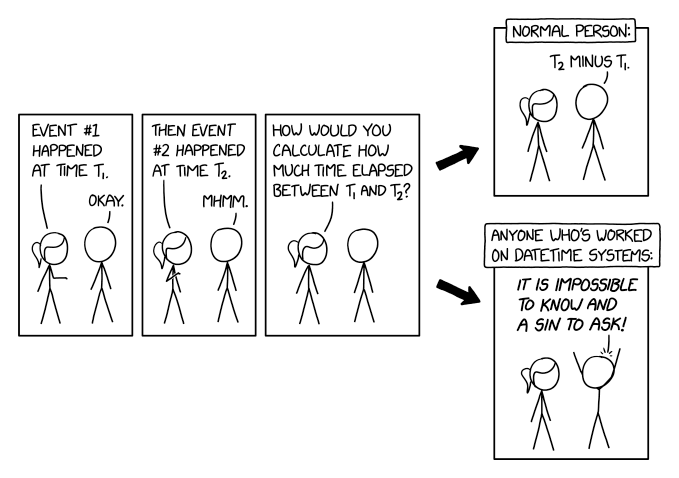 EVENT #1
HAPPENED
AT TIME T₁.
OKAY.
THEN EVENT
#2 HAPPENED
AT TIME T₂.
MHMM.
HOW WOULD YOU
CALCULATE HOW
MUCH TIME ELAPSED
BETWEEN T₁ AND T₂?
NORMAL PERSON:
T₂ MINUS T₁.
ANYONE WHO'S WORKED
ON DATETIME SYSTEMS:
IT IS IMPOSSIBLE
TO KNOW AND
A SIN TO ASK!